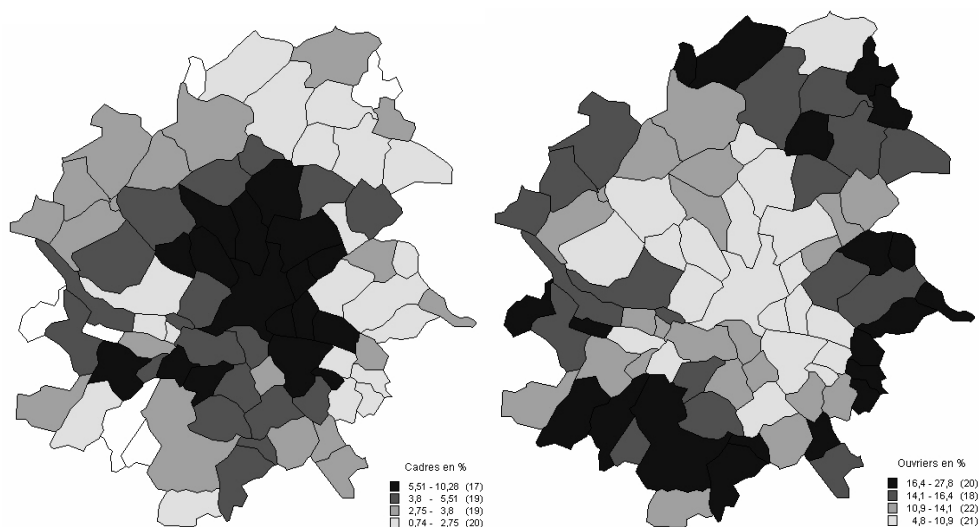 Cadres en %
5,51 - 10,28 (17)
3,8 - 5,51 (19)
2,75 - 3,8 (19)
0,74 - 2,75 (20)
Ouvriers en %
16,4 - 27,8 (20)
14,1 - 16,4 (18)
10,9 - 14,1 (22)
4,8 - 10,9 (21)